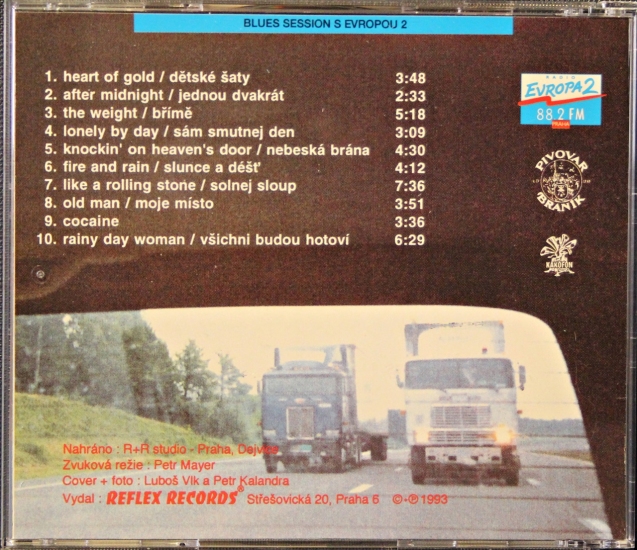 BLUES SESSION S EVROPOU 2
1. heart of gold / dětské šaty 3:48
2. after midnight / jednou dvakrát 2:33
3. the weight / břímě 5:18
4. lonely by day / sám smutnej den 3:09
5. knockin' on heaven's door / nebeská brána 4:30
6. fire and rain / slunce a déšť 4:12
7. like a rolling stone / solnej sloup 7:36
8. old man / moje místo 3:51
9. cocaine 3:36
10. rainy day woman / všichni budou hotoví 6:29
RADIO
EVROPA 2
88.2 FM
PIVOVAR
BRANÍK
KAKOFON
Nahráno : R+R studio - Praha, Dejvice
Zvuková režie : Petr Mayer
Cover + foto : Luboš Vlk a Petr Kalandra
Vydal : REFLEX RECORDS® Střešovická 20, Praha 6 ©+℗ 1993